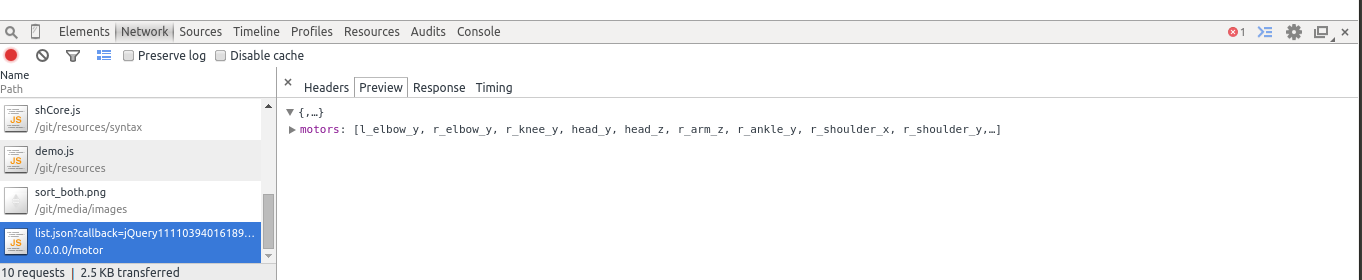 Elements Network Sources Timeline Profiles Resources Audits Console 1
Preserve log Disable cache
Name
Path
Headers Preview Response Timing
shCore.js
/git/resources/syntax
demo.js
/git/resources
sort_both.png
/git/media/images
list.json?callback=jQuery11110394016189...
0.0.0.0/motor
{,…}
motors: [l_elbow_y, r_elbow_y, r_knee_y, head_y, head_z, r_arm_z, r_ankle_y, r_shoulder_x, r_shoulder_y,…]
10 requests | 2.5 KB transferred